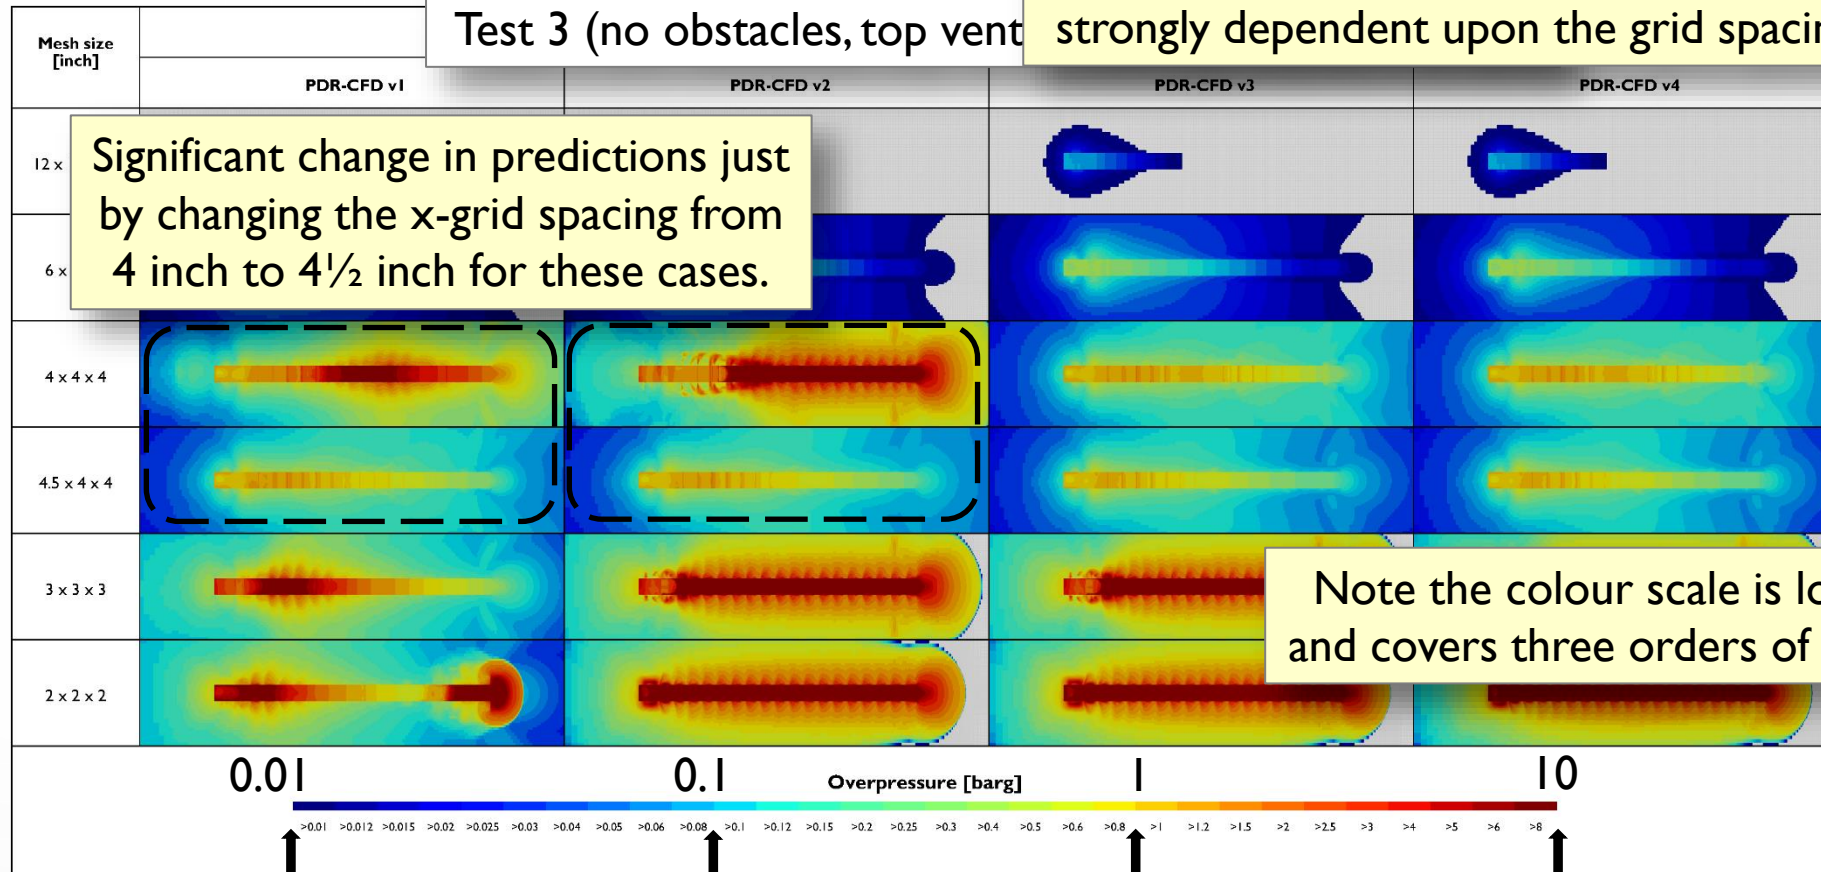 Mesh size
[inch]
Test 3 (no obstacles, top vent
strongly dependent upon the grid
PDR-CFD v1
PDR-CFD v2
PDR-CFD v3
PDR-CFD v4
Significant change in predictions just
by changing the x-grid spacing from
4 inch to 4½ inch for these cases.
12 x
6 x
4 x 4 x 4
4.5 x 4 x 4
3 x 3 x 3
2 x 2 x 2
Note the colour scale is
and covers three orders of
0.01 0.1 1 10
Overpressure [barg]
>0.01 >0.012 >0.015 >0.02 >0.025 >0.03 >0.04 >0.05 >0.06 >0.08 >0.1 >0.12 >0.15 >0.2 >0.25 >0.3 >0.4 >0.5 >0.6 >0.8 >1 >1.2 >1.5 >2 >2.5 >3 >4 >5 >6 >8